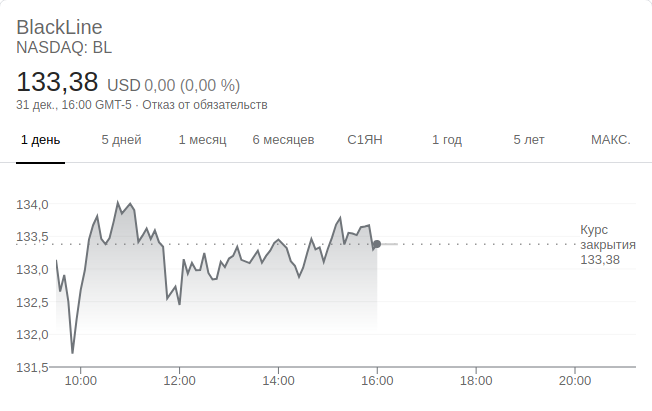 BlackLine
NASDAQ: BL
133,38 USD 0,00 (0,00 %)
31 дек., 16:00 GMT-5 · Отказ от обязательств
1 день 5 дней 1 месяц 6 месяцев С1ЯН 1 год 5 лет МАКС.
134,0
133,5
133,0
132,5
132,0
131,5
Курс
закрытия
133,38
10:00 12:00 14:00 16:00 18:00 20:00